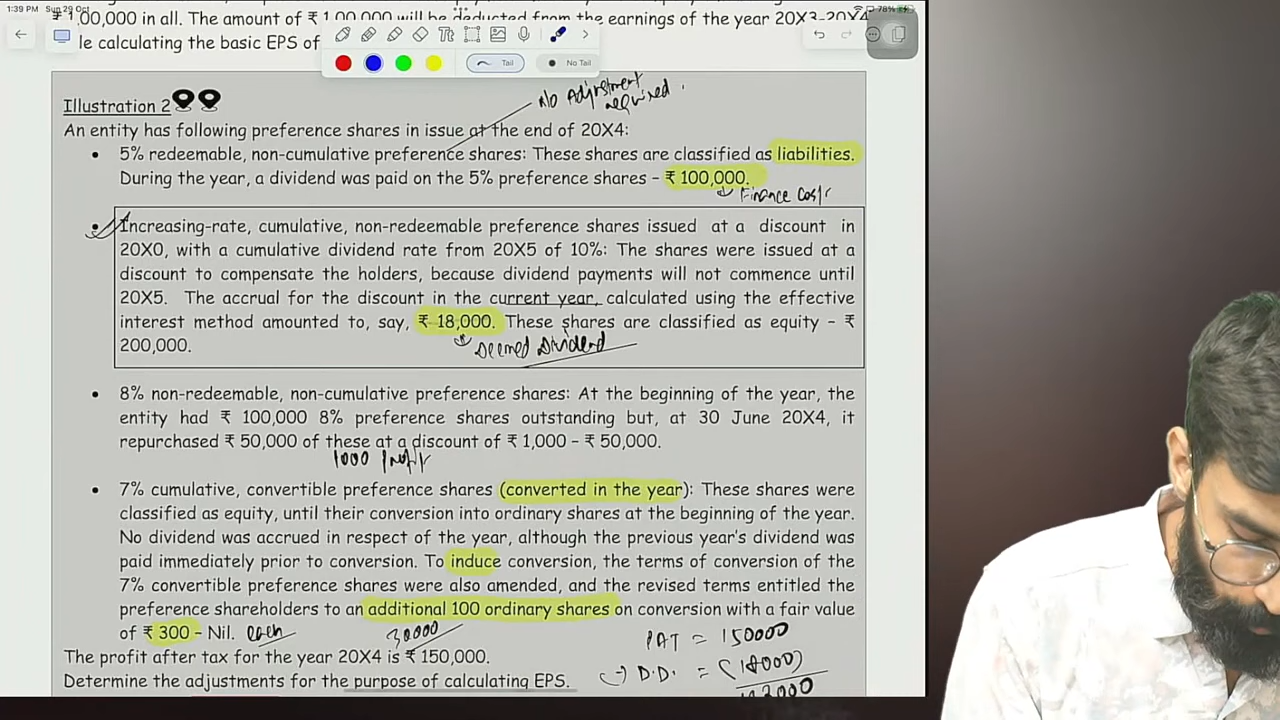 1:39 PM Sun 29 Oct
78%
₹ 1,00,000 in all. The amount of ₹ 1,00,000 will be deducted from the earnings of the year 20X3-20X4
le calculating the basic EPS of
Tail
No Tail
No Adjustment required.
Illustration 2
An entity has following preference shares in issue at the end of 20X4:
• 5% redeemable, non-cumulative preference shares: These shares are classified as liabilities.
During the year, a dividend was paid on the 5% preference shares – ₹ 100,000.
Finance cost
• Increasing-rate, cumulative, non-redeemable preference shares issued at a discount in
20X0, with a cumulative dividend rate from 20X5 of 10%: The shares were issued at a
discount to compensate the holders, because dividend payments will not commence until
20X5. The accrual for the discount in the current year, calculated using the effective
interest method amounted to, say, ₹ 18,000. These shares are classified as equity – ₹
200,000.
Deemed Dividend
• 8% non-redeemable, non-cumulative preference shares: At the beginning of the year, the
entity had ₹ 100,000 8% preference shares outstanding but, at 30 June 20X4, it
repurchased ₹ 50,000 of these at a discount of ₹ 1,000 – ₹ 50,000.
1000 Profit
• 7% cumulative, convertible preference shares (converted in the year): These shares were
classified as equity, until their conversion into ordinary shares at the beginning of the year.
No dividend was accrued in respect of the year, although the previous year's dividend was
paid immediately prior to conversion. To induce conversion, the terms of conversion of the
7% convertible preference shares were also amended, and the revised terms entitled the
preference shareholders to an additional 100 ordinary shares on conversion with a fair value
of ₹ 300 – Nil. each
30000
PAT = 150000
The profit after tax for the year 20X4 is ₹ 150,000.
(-) D.D. = (18000)
Determine the adjustments for the purpose of calculating EPS.